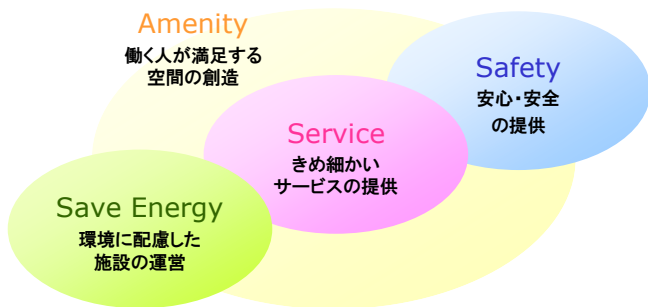 Amenity
働く人が満足する
空間の創造
Safety
安心・安全
の提供
Service
きめ細かい
サービスの提供
Save Energy
環境に配慮した
施設の運営